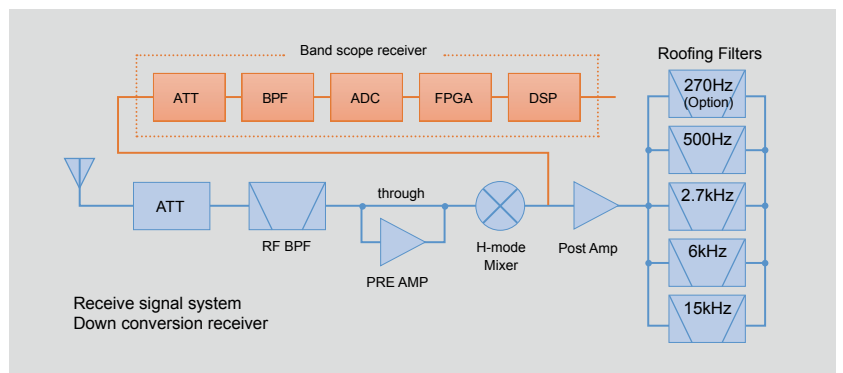 Band scope receiver
ATT
BPF
ADC
FPGA
DSP
Roofing Filters
270Hz
(Option)
500Hz
2.7kHz
6kHz
15kHz
ATT
RF BPF
through
PRE AMP
H-mode
Mixer
Post Amp
Receive signal system
Down conversion receiver